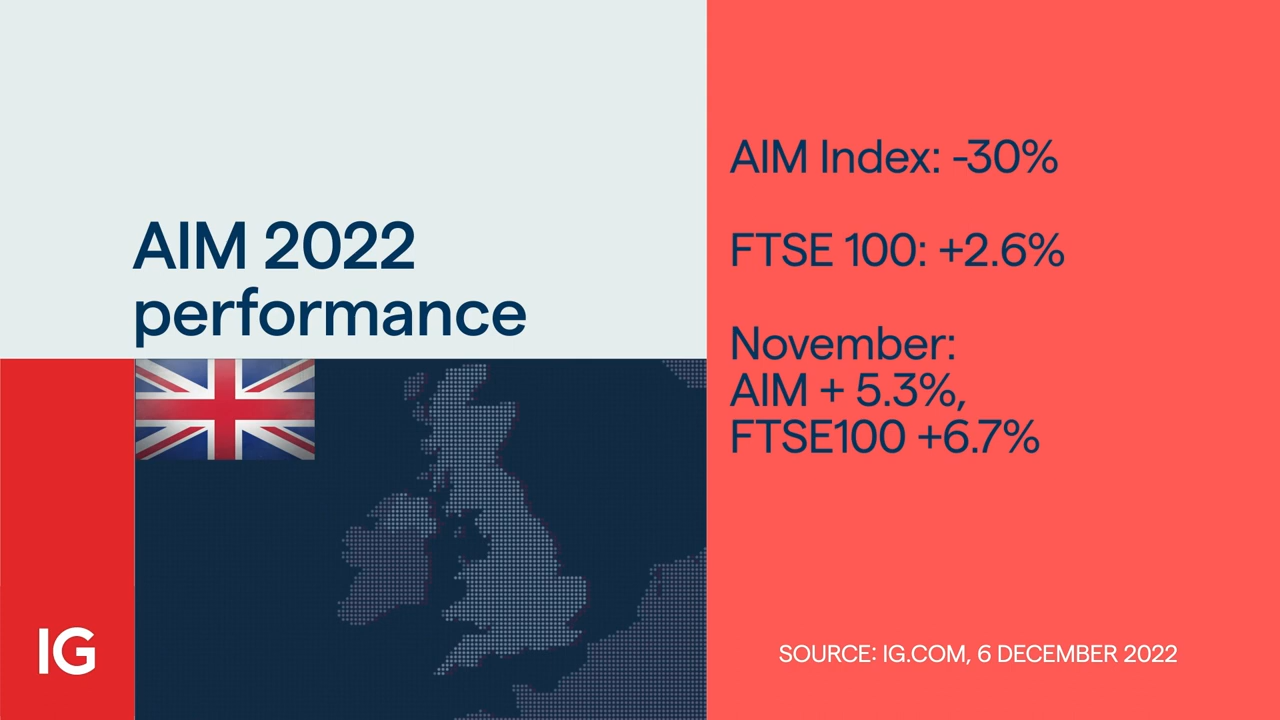 AIM 2022
performance
IG
AIM Index: -30%
FTSE 100: +2.6%
November:
AIM + 5.3%,
FTSE100 +6.7%
SOURCE: IG.COM, 6 DECEMBER 2022